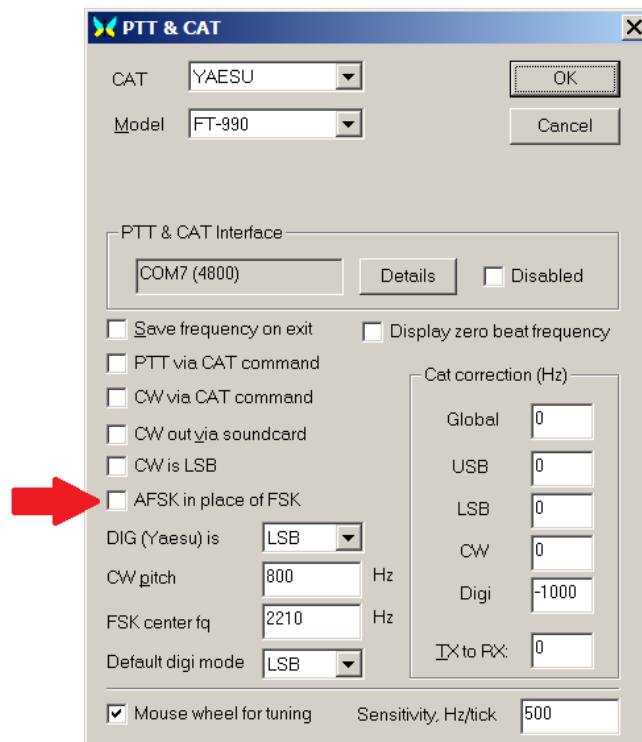 PTT & CAT
CAT YAESU OK
Model FT-990 Cancel
PTT & CAT Interface
COM7 (4800) Details Disabled
Save frequency on exit Display zero beat frequency
PTT via CAT command
Cat correction (Hz)
CW via CAT command
Global 0
CW out via soundcard
CW is LSB
USB 0
AFSK in place of FSK
LSB 0
DIG (Yaesu) is LSB
CW 0
CW pitch 800 Hz
Digi -1000
FSK center fq 2210 Hz
TX to RX: 0
Default digi mode LSB
Mouse wheel for tuning Sensitivity, Hz/tick 500